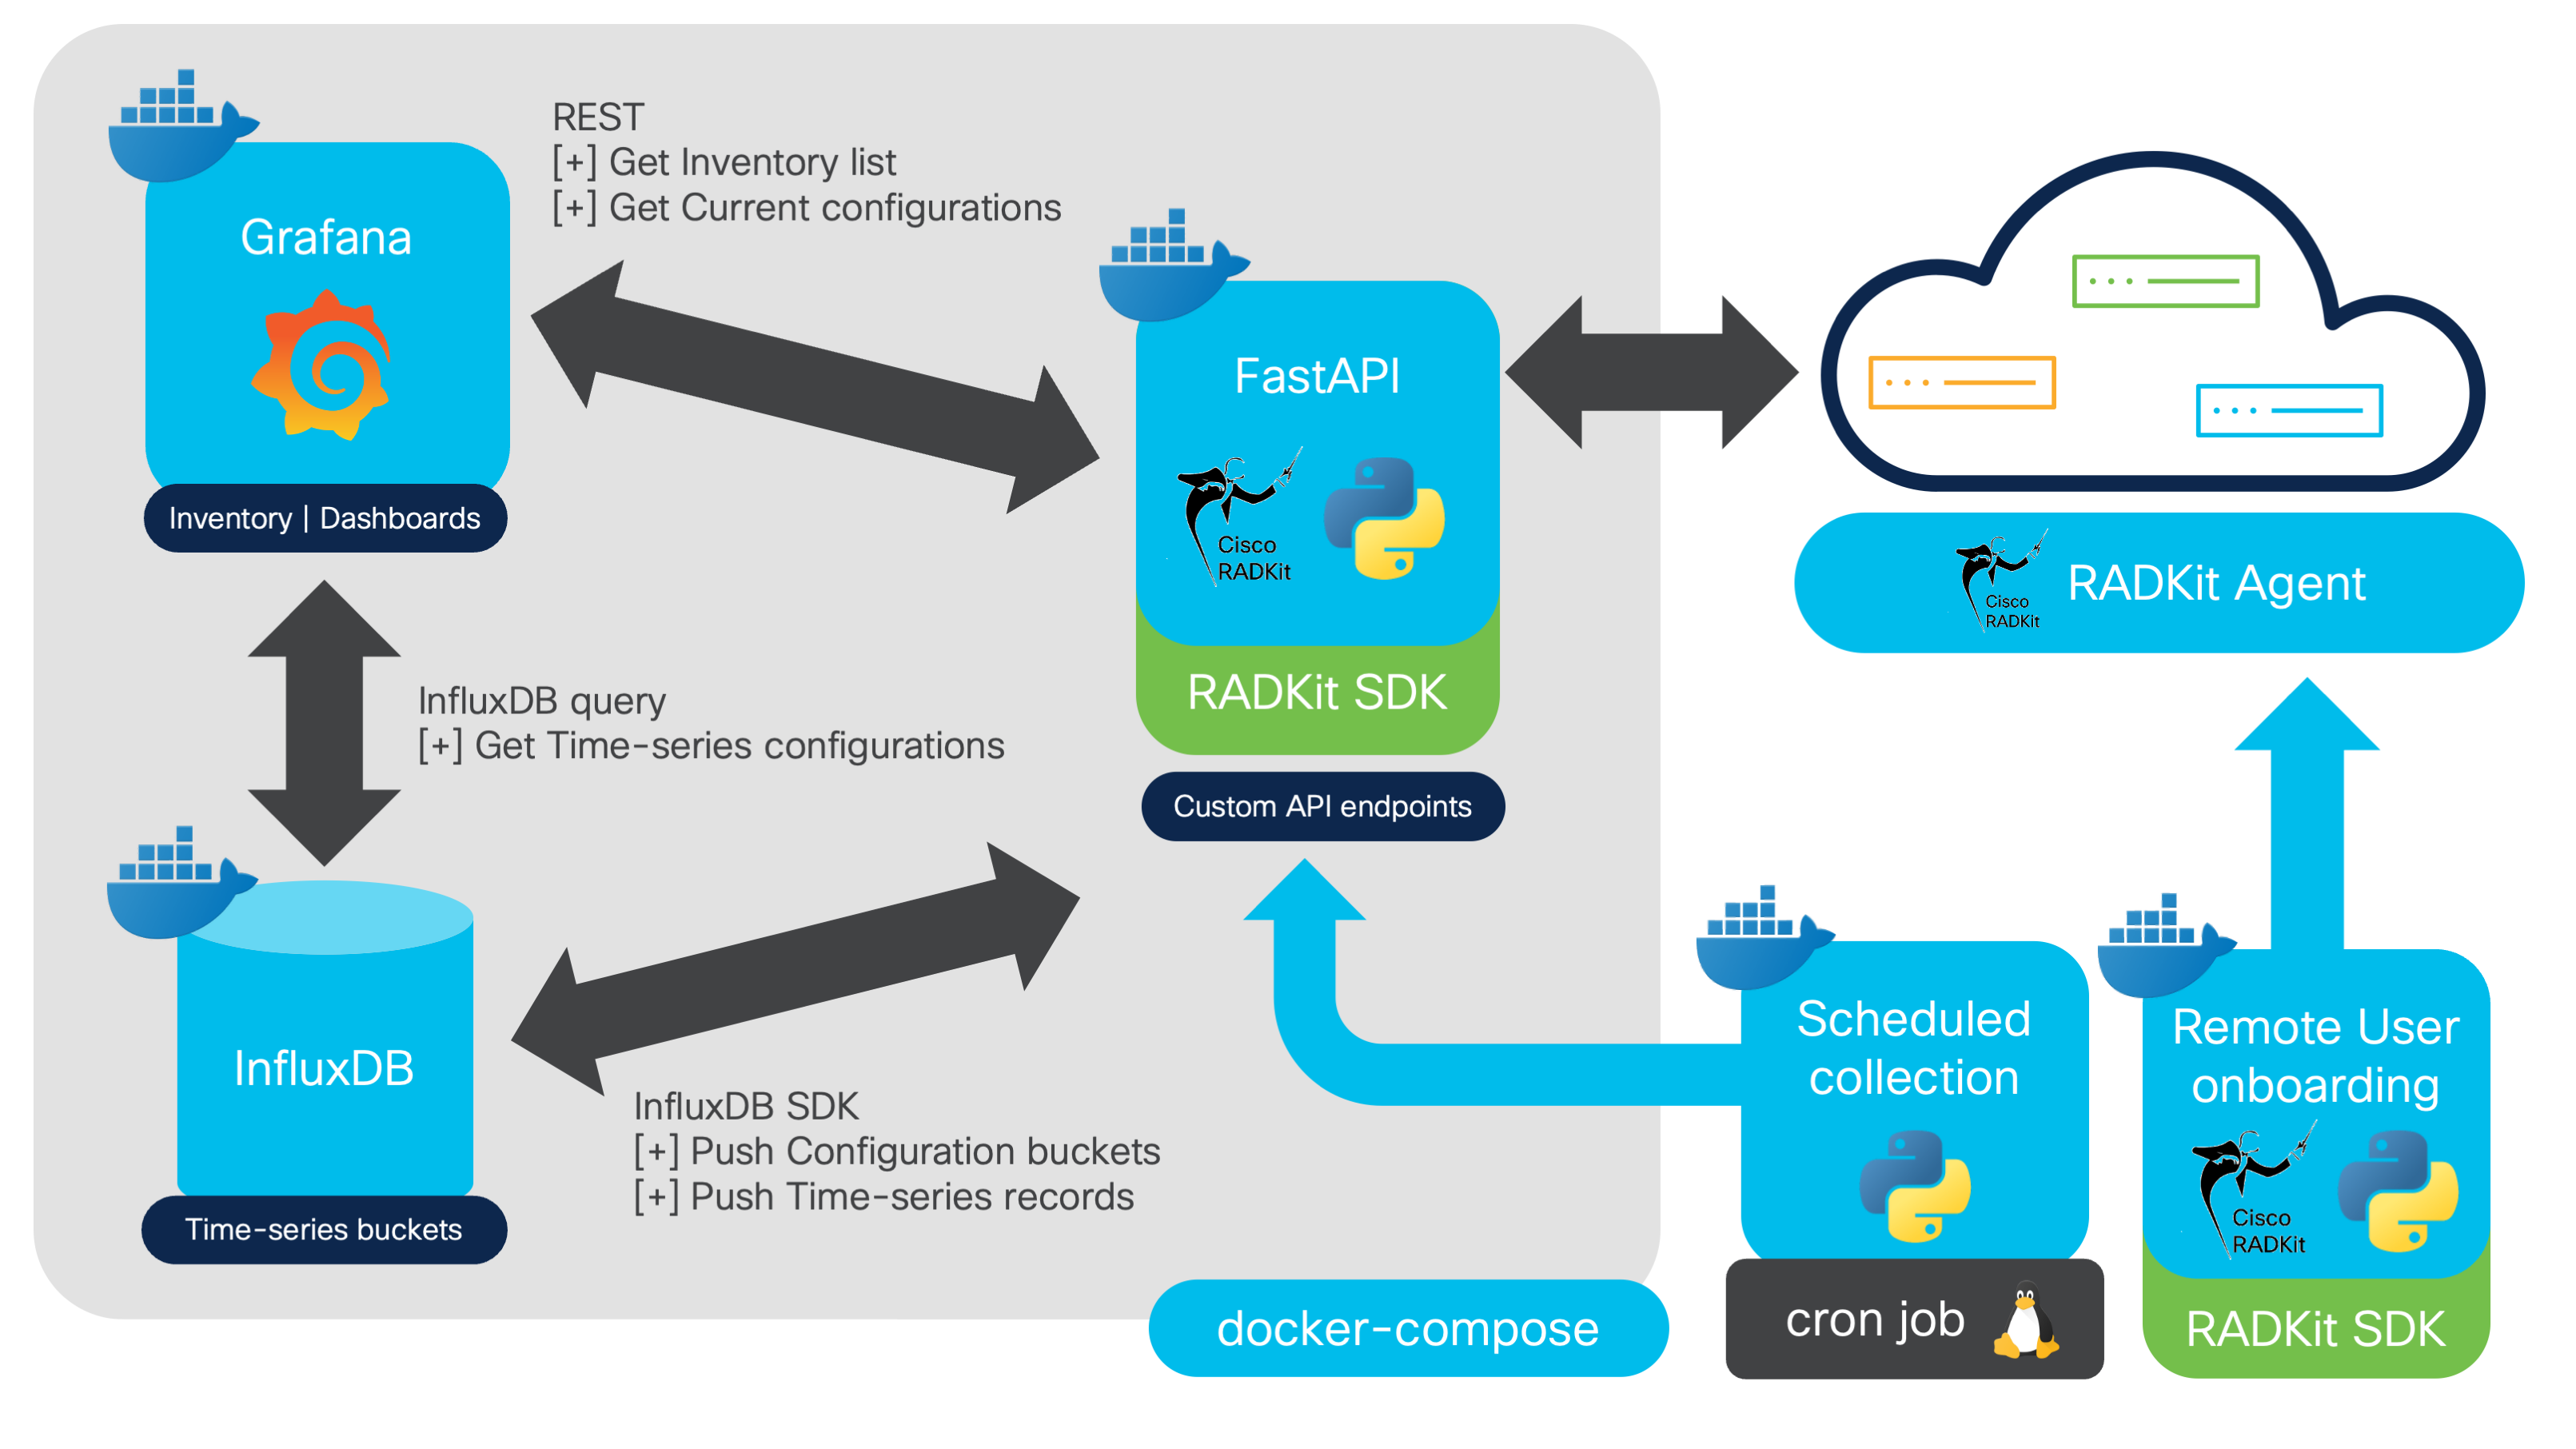 REST
[+] Get Inventory list
[+] Get Current configurations
Grafana
Inventory | Dashboards
FastAPI
Cisco
RADKit
RADKit SDK
Custom API endpoints
Cisco
RADKit
RADKit Agent
InfluxDB query
[+] Get Time-series configurations
InfluxDB
Time-series buckets
InfluxDB SDK
[+] Push Configuration buckets
[+] Push Time-series records
docker-compose
Scheduled
collection
cron job
Remote User
onboarding
Cisco
RADKit
RADKit SDK